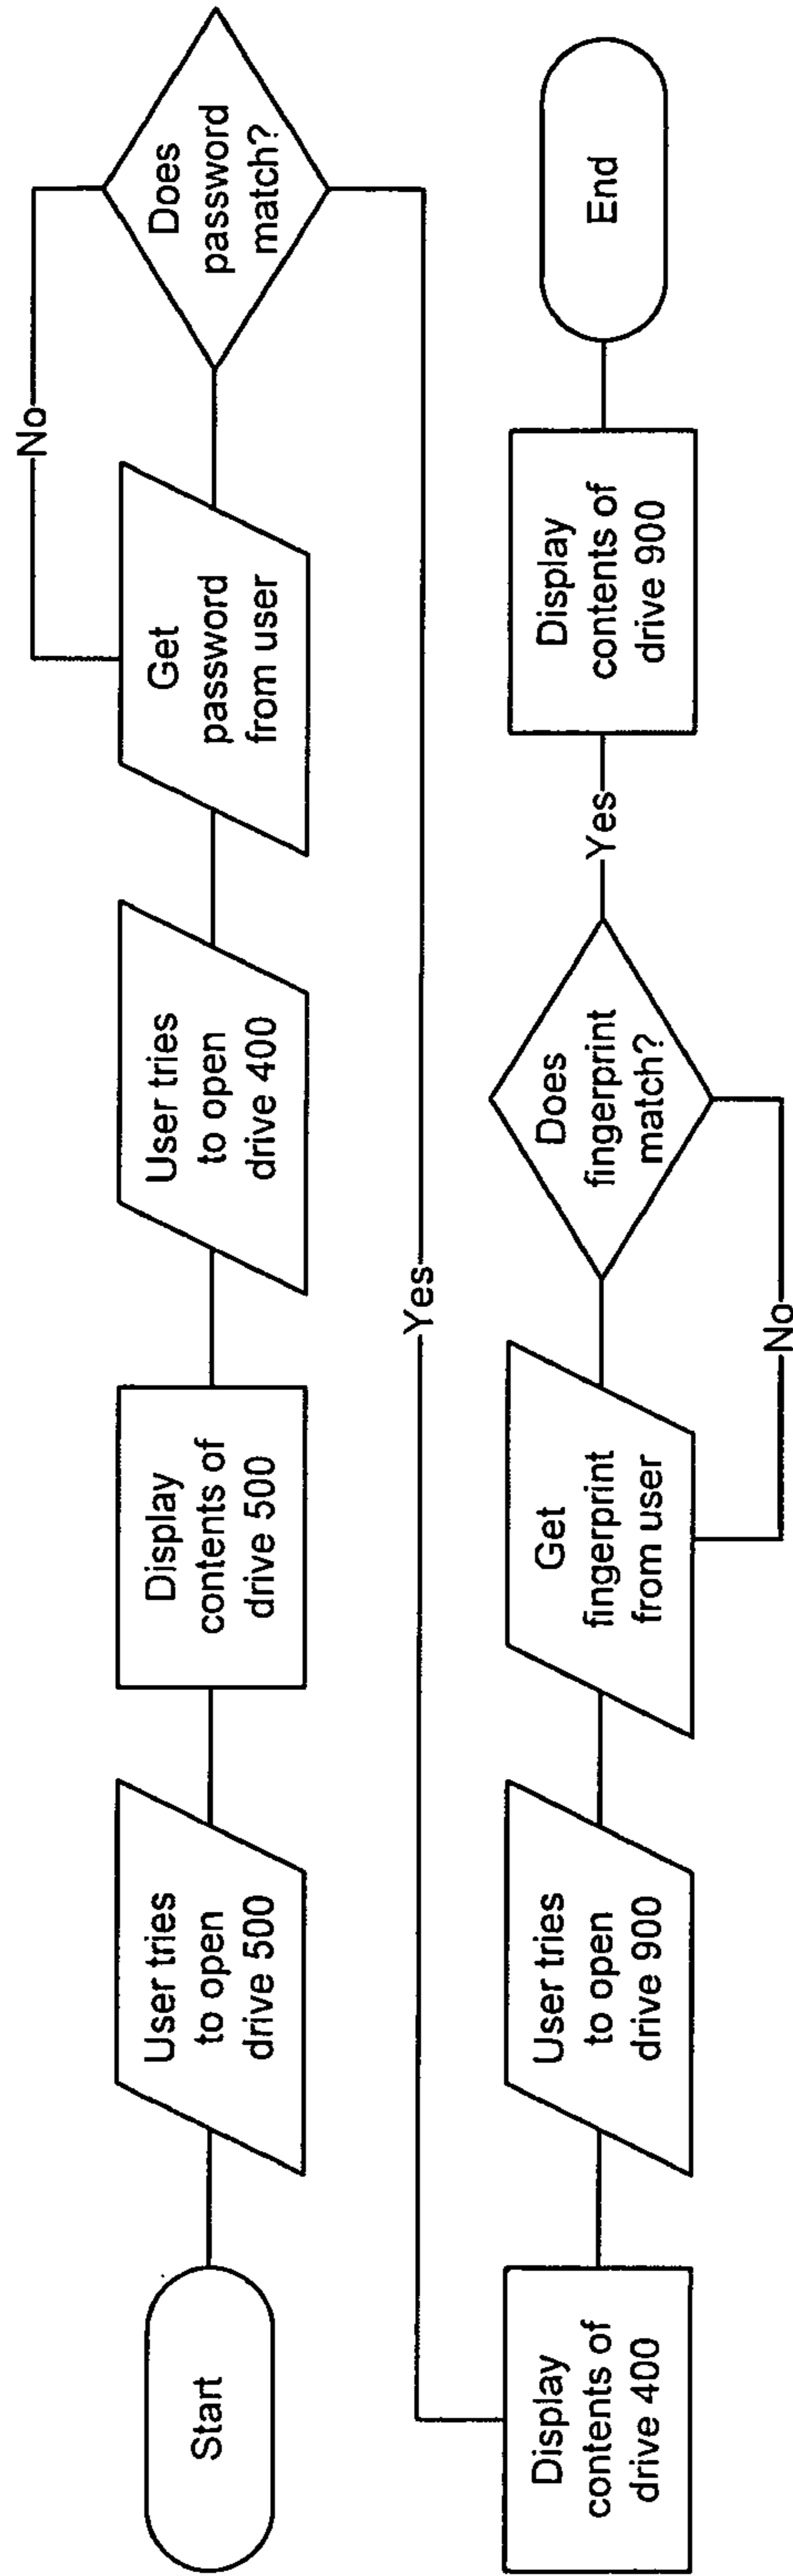 Start
User tries
to open
drive 500
Display
contents of
drive 500
User tries
to open
drive 400
Get
password
from user
Does
password
match?
No
Yes
Display
contents of
drive 400
User tries
to open
drive 900
Get
fingerprint
from user
Does
fingerprint
match?
No
Yes
Display
contents of
drive 900
End